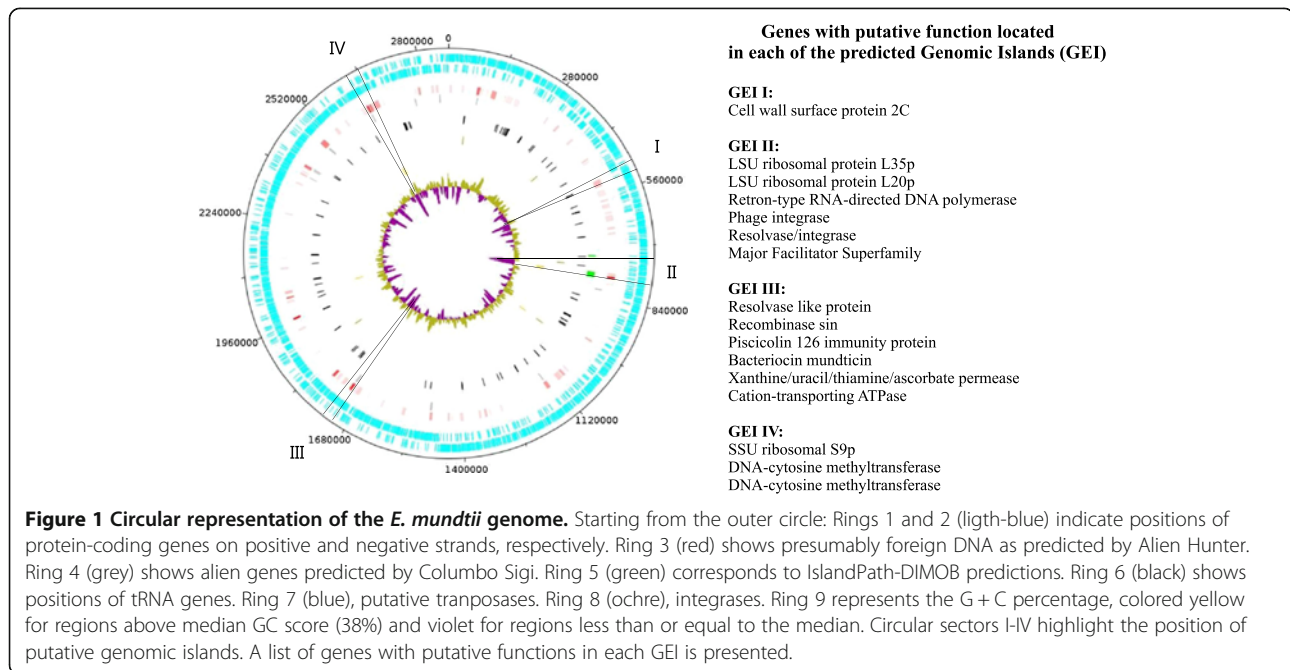 0
280000
I
560000
II
840000
1120000
1400000
1680000
III
1960000
2240000
2520000
IV
2800000
Genes with putative function located
in each of the predicted Genomic Islands (GEI)
GEI I:
Cell wall surface protein 2C
GEI II:
LSU ribosomal protein L35p
LSU ribosomal protein L20p
Retron-type RNA-directed DNA polymerase
Phage integrase
Resolvase/integrase
Major Facilitator Superfamily
GEI III:
Resolvase like protein
Recombinase sin
Piscicolin 126 immunity protein
Bacteriocin mundticin
Xanthine/uracil/thiamine/ascorbate permease
Cation-transporting ATPase
GEI IV:
SSU ribosomal S9p
DNA-cytosine methyltransferase
DNA-cytosine methyltransferase
Figure 1 Circular representation of the E. mundtii genome. Starting from the outer circle: Rings 1 and 2 (ligth-blue) indicate positions of
protein-coding genes on positive and negative strands, respectively. Ring 3 (red) shows presumably foreign DNA as predicted by Alien Hunter.
Ring 4 (grey) shows alien genes predicted by Columbo Sigi. Ring 5 (green) corresponds to IslandPath-DIMOB predictions. Ring 6 (black) shows
positions of tRNA genes. Ring 7 (blue), putative tranposases. Ring 8 (ochre), integrases. Ring 9 represents the G + C percentage, colored yellow
for regions above median GC score (38%) and violet for regions less than or equal to the median. Circular sectors I-IV highlight the position of
putative genomic islands. A list of genes with putative functions in each GEI is presented.